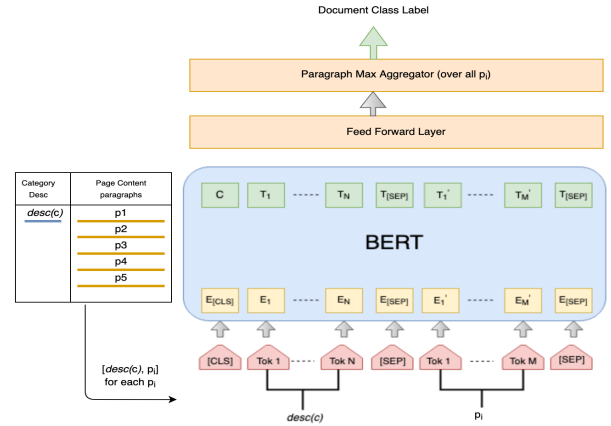 Document Class Label
Paragraph Max Aggregator (over all pi)
Feed Forward Layer
Category Desc
Page Content paragraphs
desc(c)
p1
p2
p3
p4
p5
C T1 ------ TN T[SEP] T1' ------ TM' T[SEP]
BERT
E[CLS] E1 ------ EN E[SEP] E1' ------ EM' E[SEP]
[CLS] Tok 1 ------ Tok N [SEP] Tok 1 ------ Tok M [SEP]
[desc(c), pi]
for each pi
desc(c)
pi